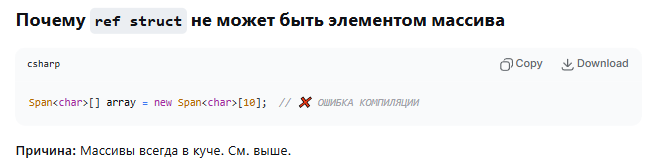 Почему ref struct не может быть элементом массива
csharp
Copy
Download
Span<char>[] array = new Span<char>[10];  // ❌ ОШИБКА КОМПИЛЯЦИИ
Причина: Массивы всегда в куче. См. выше.